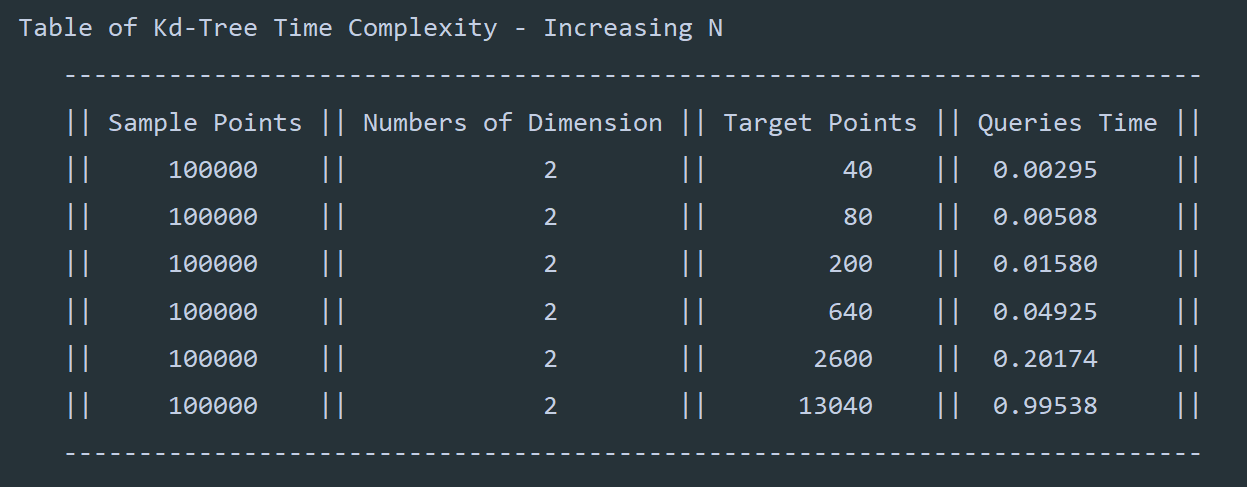 Table of Kd-Tree Time Complexity - Increasing N
----------------------------------------------------------------------------
|| Sample Points || Numbers of Dimension || Target Points || Queries Time ||
|| 100000 || 2 || 40 || 0.00295 ||
|| 100000 || 2 || 80 || 0.00508 ||
|| 100000 || 2 || 200 || 0.01580 ||
|| 100000 || 2 || 640 || 0.04925 ||
|| 100000 || 2 || 2600 || 0.20174 ||
|| 100000 || 2 || 13040 || 0.99538 ||
----------------------------------------------------------------------------